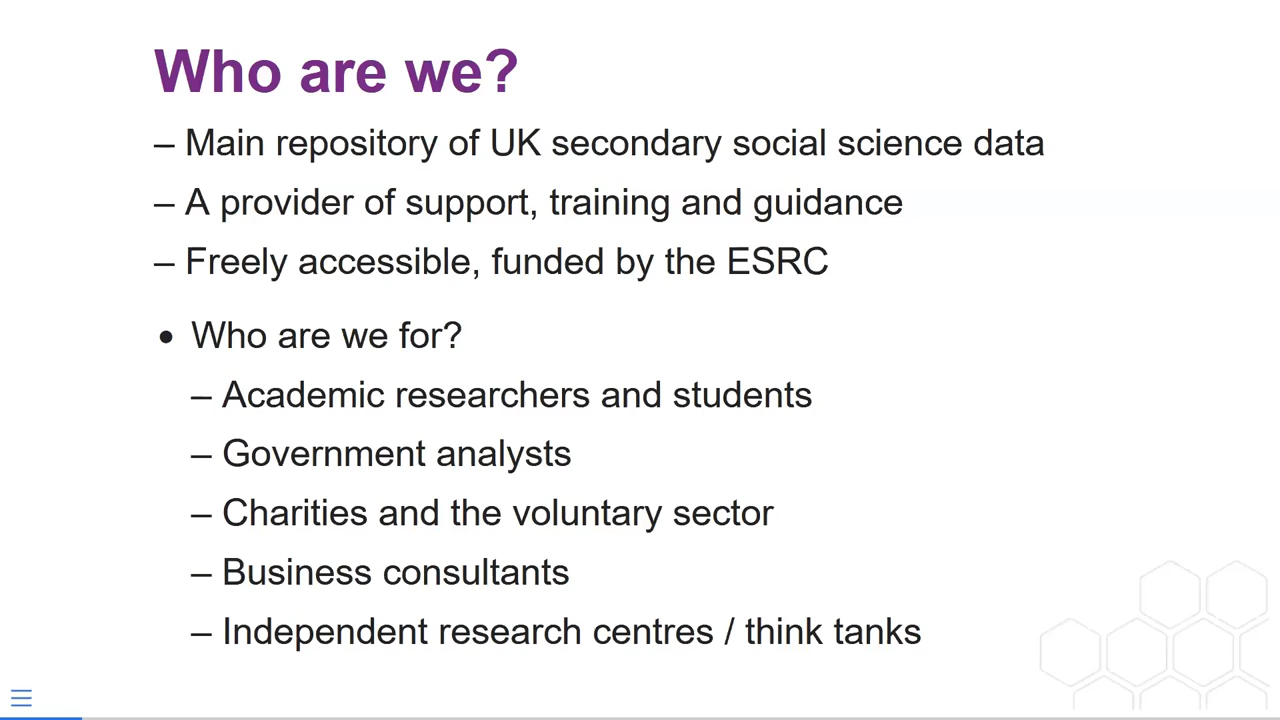 Who are we?
– Main repository of UK secondary social science data
– A provider of support, training and guidance
– Freely accessible, funded by the ESRC
• Who are we for?
– Academic researchers and students
– Government analysts
– Charities and the voluntary sector
– Business consultants
– Independent research centres / think tanks